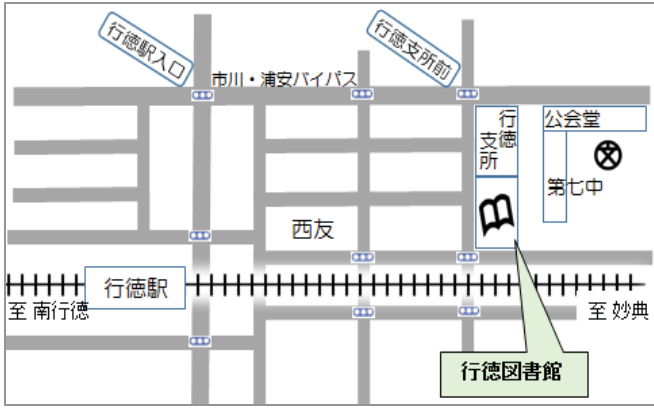 行徳駅入口
行徳支所前
市川・浦安バイパス
行徳
支所
公会堂
文
第七中
西友
行徳駅
至 南行徳
至 妙典
行徳図書館